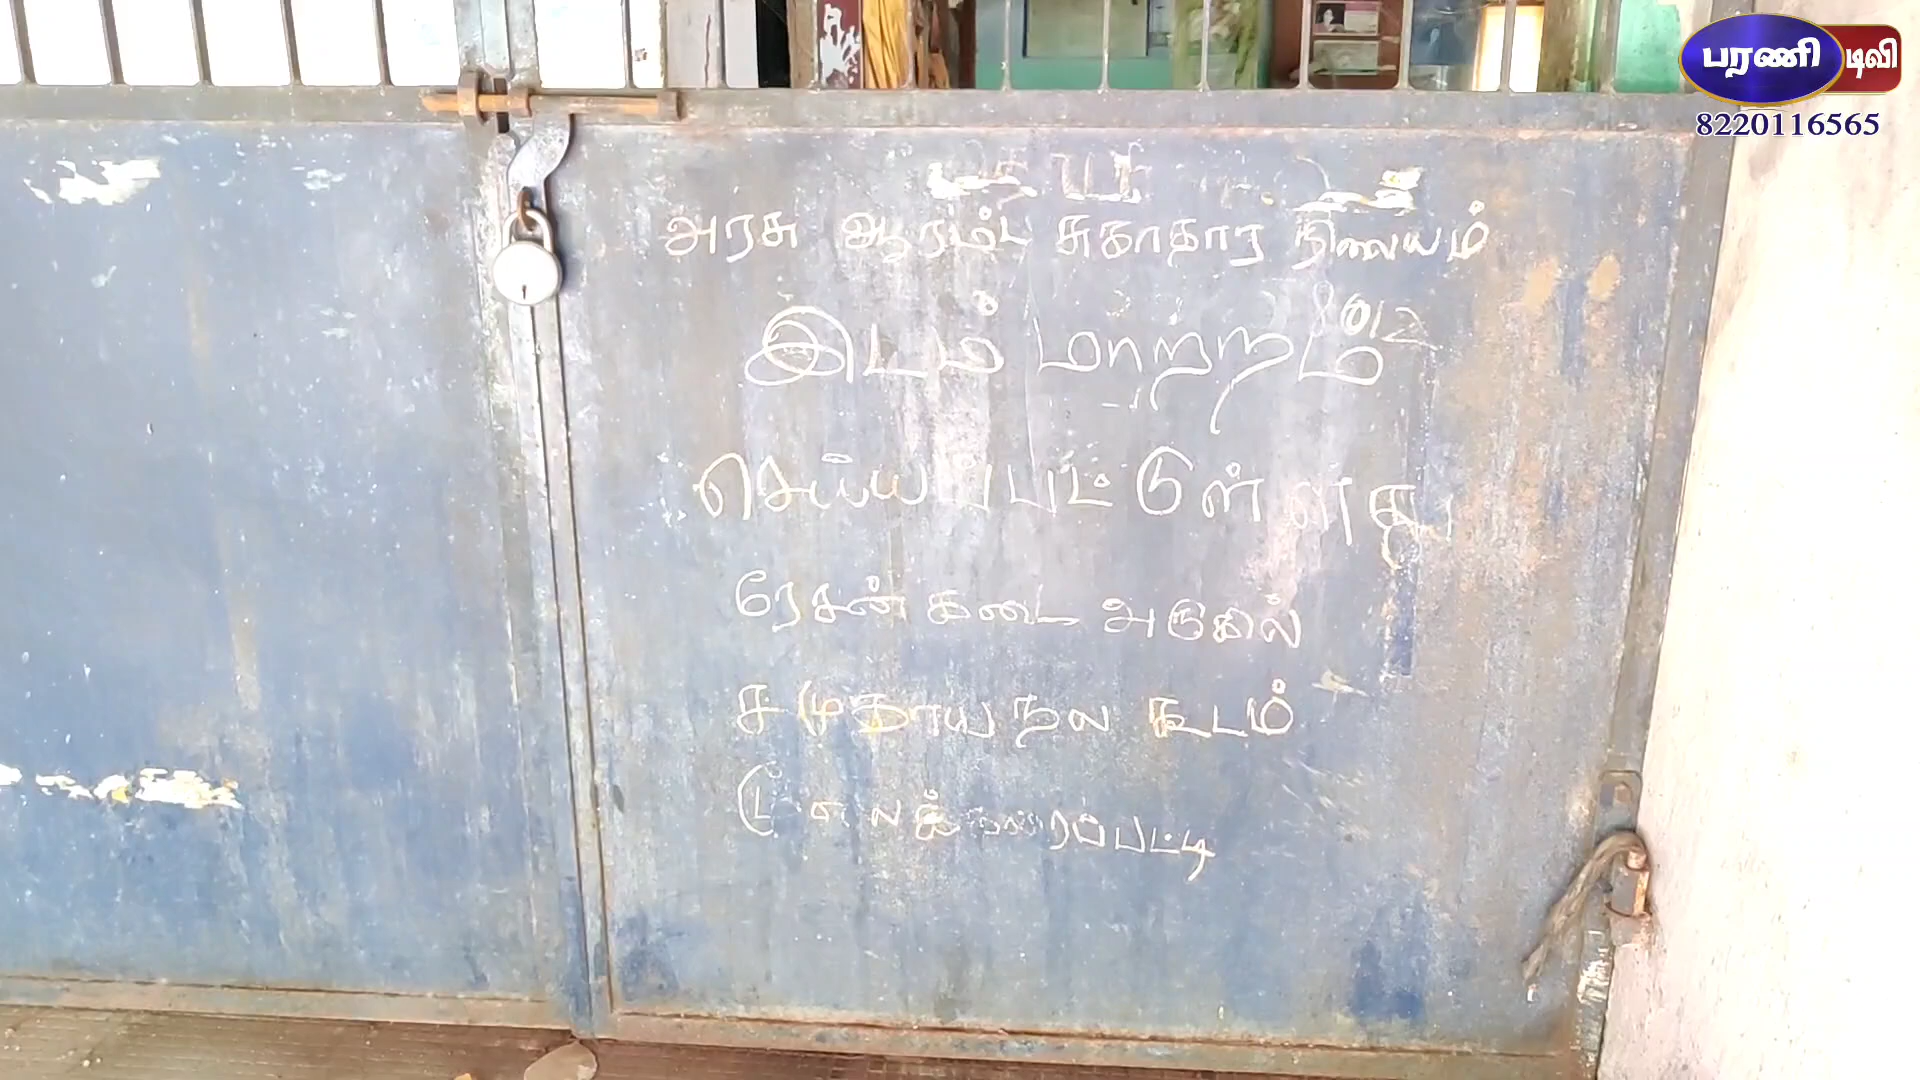 பரணி டிவி
8220116565
அரசு ஆரம்ப சுகாதார நிலையம்
இடம் மாற்றம்
செய்யப்பட்டுள்ளது
ரேசன் கடை அருகில்
சமுதாய நல கூடம்